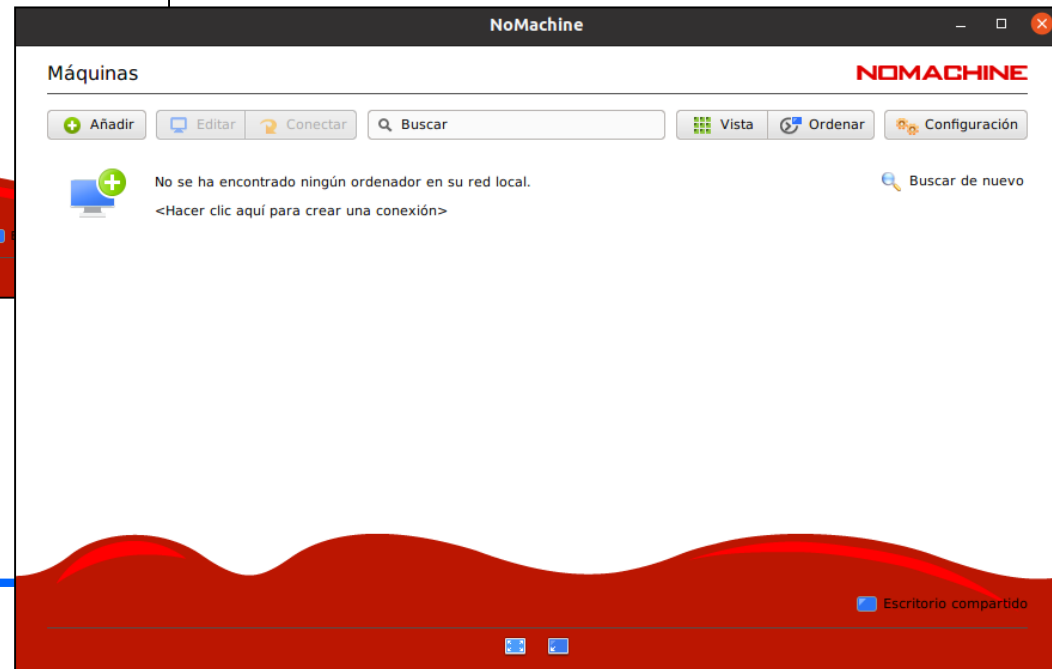 NoMachine
Máquinas
NOMACHINE
Añadir Editar Conectar Buscar Vista Ordenar Configuración
No se ha encontrado ningún ordenador en su red local.
Buscar de nuevo
<Hacer clic aquí para crear una conexión>
Escritorio compartido